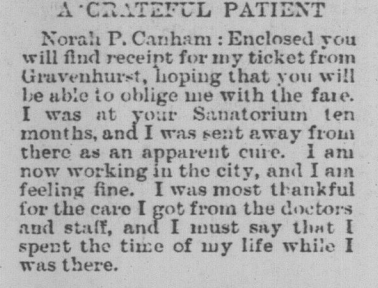 A GRATEFUL PATIENT
Norah P. Canham: Enclosed you
will find receipt for my ticket from
Gravenhurst, hoping that you will
be able to oblige me with the fare.
I was at your Sanatorium ten
months, and I was sent away from
there as an apparent cure. I am
now working in the city, and I am
feeling fine. I was most thankful
for the care I got from the doctors
and staff, and I must say that I
spent the time of my life while I
was there.